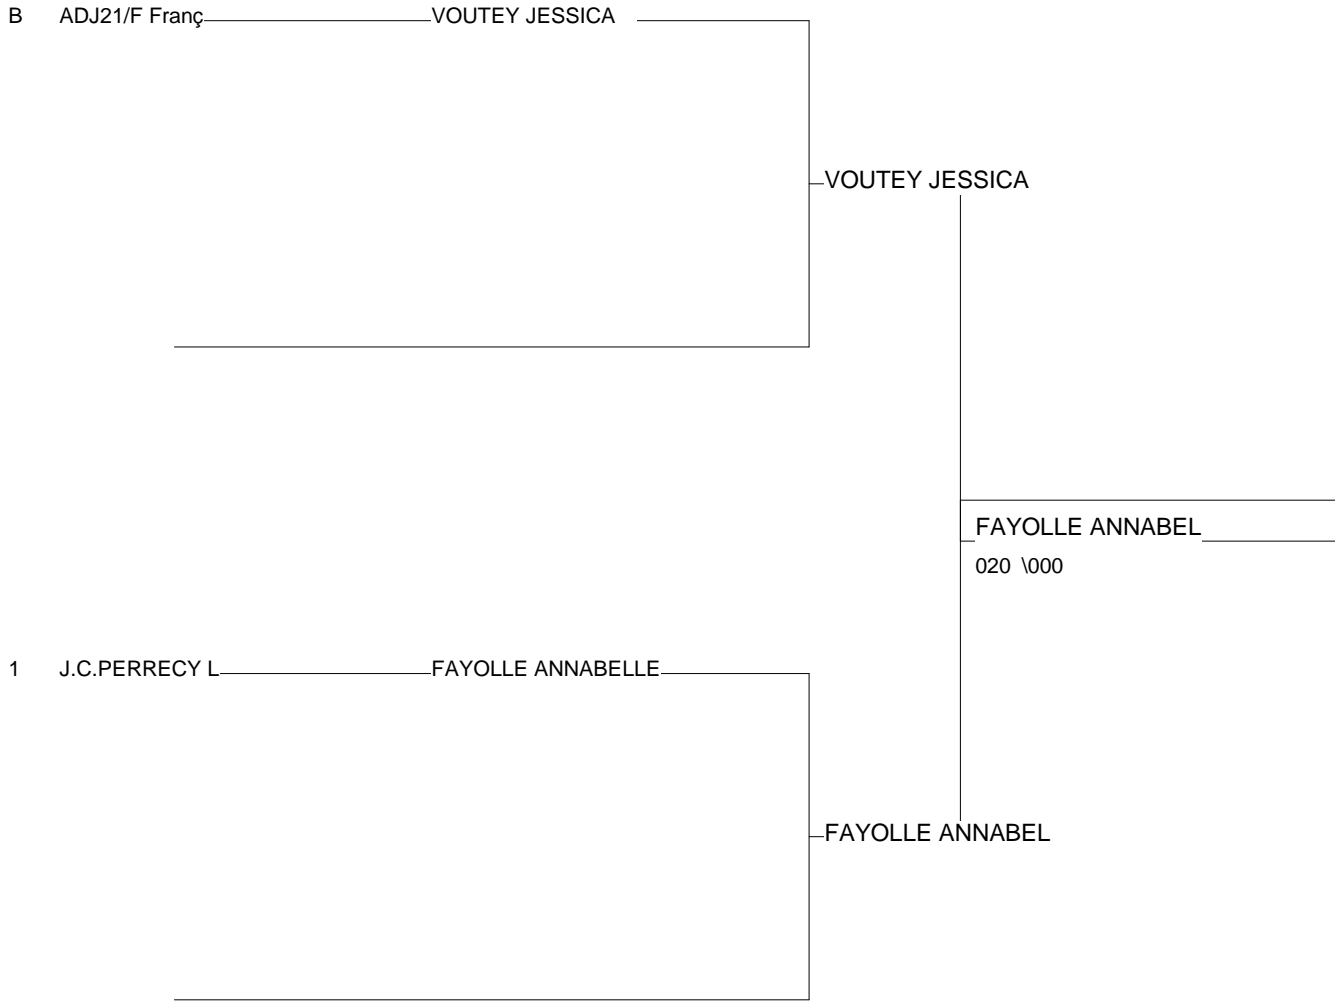 B ADJ21/F Franç VOUTEY JESSICA
VOUTEY JESSICA
FAYOLLE ANNABEL
020 \000
1 J.C.PERRECY L FAYOLLE ANNABELLE
FAYOLLE ANNABEL